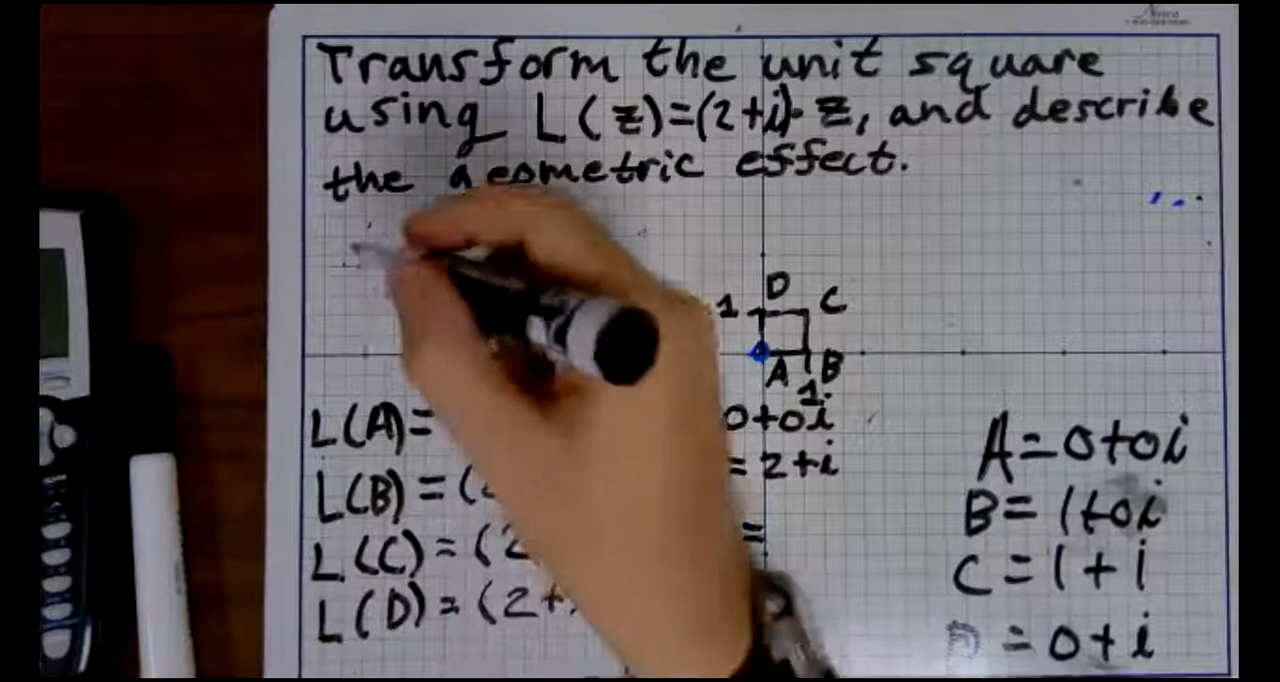 Transform the unit square
using L(z)=(2+i)·z, and describe
the geometric effect.
1 D C
A B
1
L(A)= 0+0i
L(B)=( =2+i
L(C)=(2 =
L(D)=(2+
A=0+0i
B=1+0i
C=1+i
D=0+i